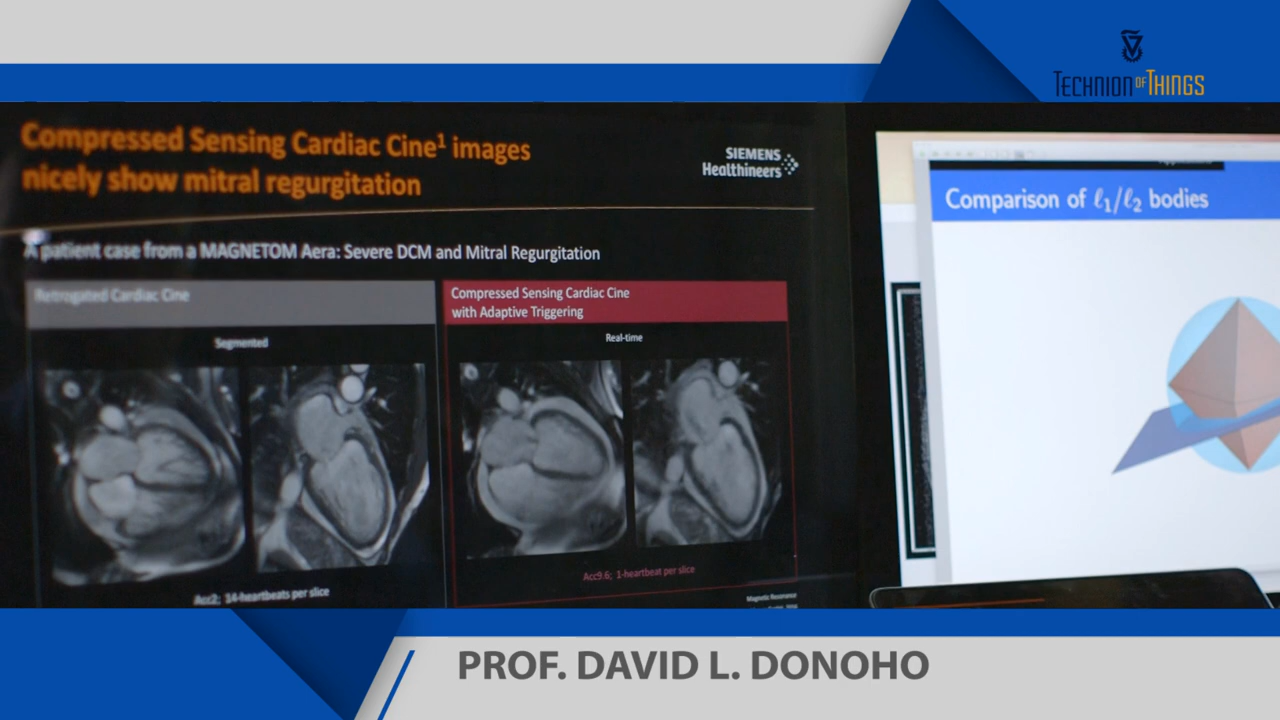 TECHNION OF THINGS
Compressed Sensing Cardiac Cine¹ images
nicely show mitral regurgitation
SIEMENS
Healthineers
A patient case from a MAGNETOM Aera: Severe DCM and Mitral Regurgitation
Retrogated Cardiac Cine
Segmented
Compressed Sensing Cardiac Cine
with Adaptive Triggering
Real-time
Acc2; 14-heartbeats per slice
Acc9.6; 1-heartbeat per slice
Magnetic Resonance
Comparison of ℓ₁/ℓ₂ bodies
PROF. DAVID L. DONOHO